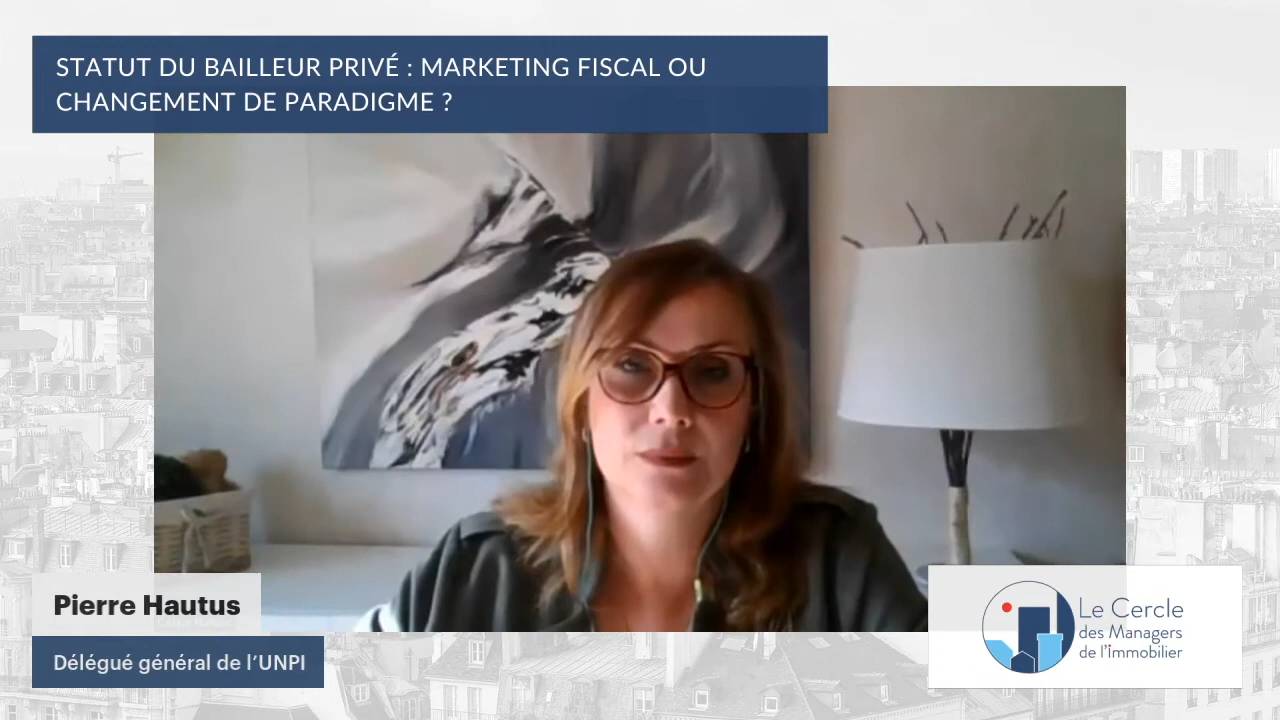 STATUT DU BAILLEUR PRIVÉ : MARKETING FISCAL OU
CHANGEMENT DE PARADIGME ?
Pierre Hautus
Délégué général de l’UNPI
Le Cercle
des Managers
de l’Immobilier